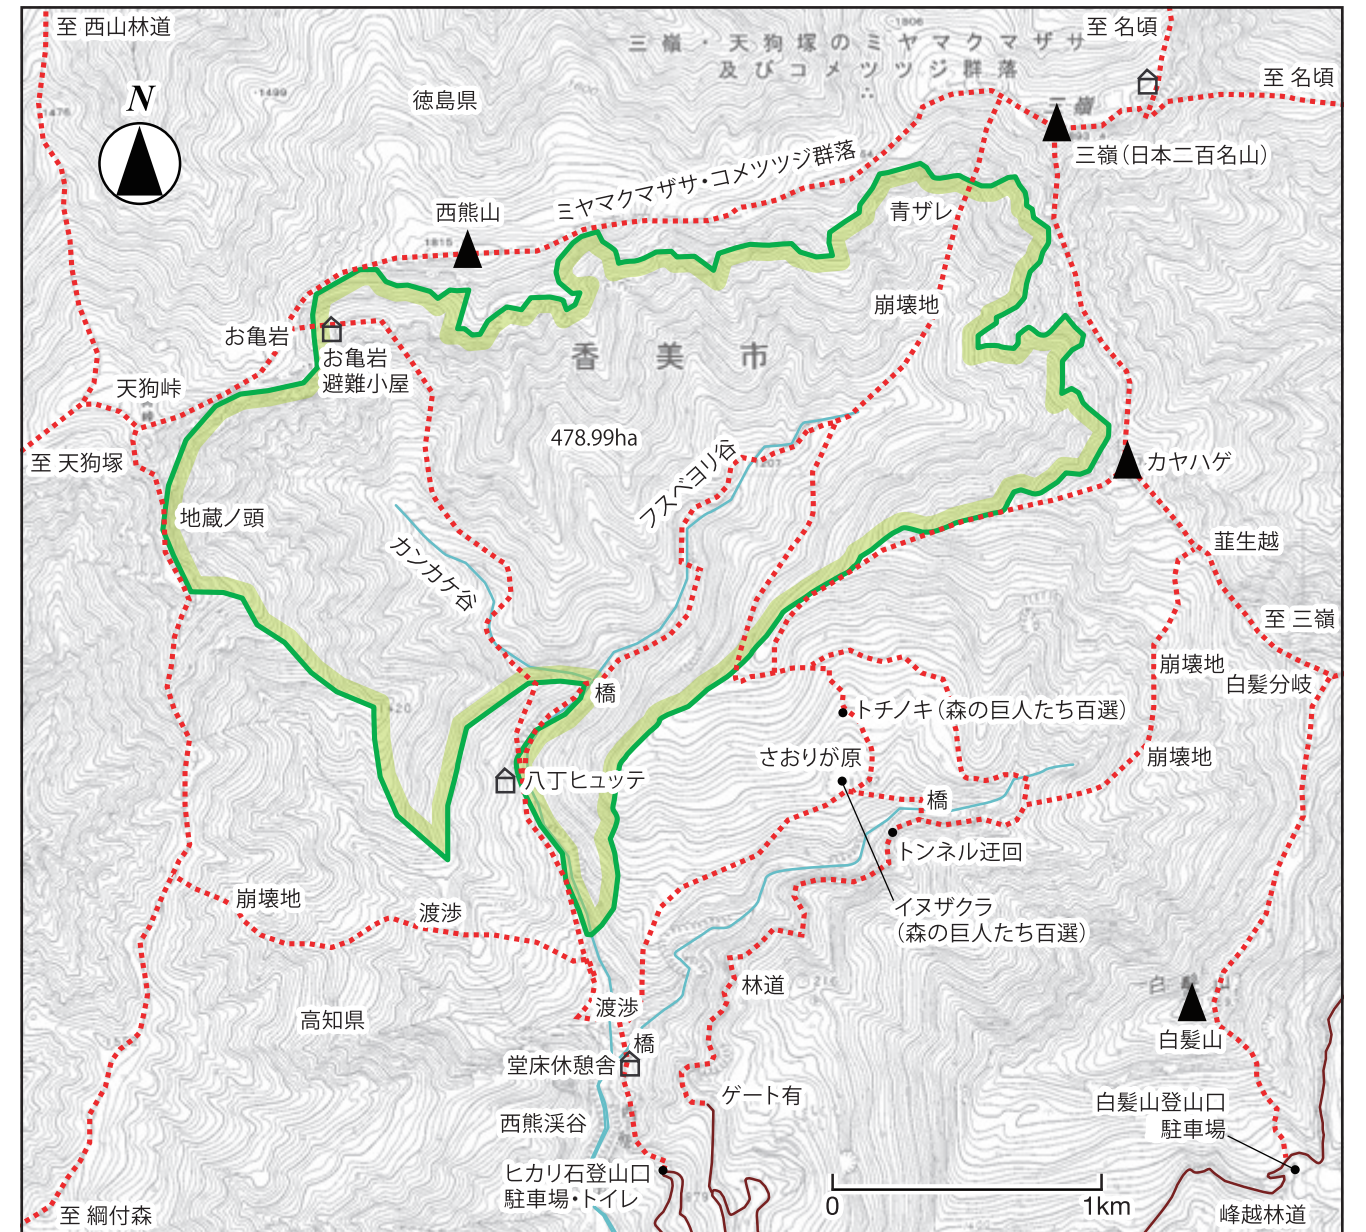 至 西山林道
1806
至 名頃
三嶺・天狗塚のミヤマクマザサ
及びコメツツジ群落
至 名頃
N
1499
徳島県
1476
三嶺
三嶺(日本二百名山)
ミヤマクマザサ・コメツツジ群落
西熊山
1815
青ザレ
崩壊地
お亀岩
お亀岩
避難小屋
香美市
天狗峠
478.99ha
至 天狗塚
フスベヨリ谷
1207
カヤハゲ
地蔵ノ頭
カンカケ谷
韮生越
至 三嶺
崩壊地
白髪分岐
橋
トチノキ(森の巨人たち百選)
さおりが原
崩壊地
八丁ヒュッテ
橋
トンネル迂回
崩壊地
渡渉
イヌザクラ
(森の巨人たち百選)
林道
白髪山
渡渉
高知県
橋
白髪山
堂床休憩舎
ゲート有
西熊渓谷
白髪山登山口
駐車場
ヒカリ石登山口
駐車場・トイレ
0
1km
至 綱付森
峰越林道